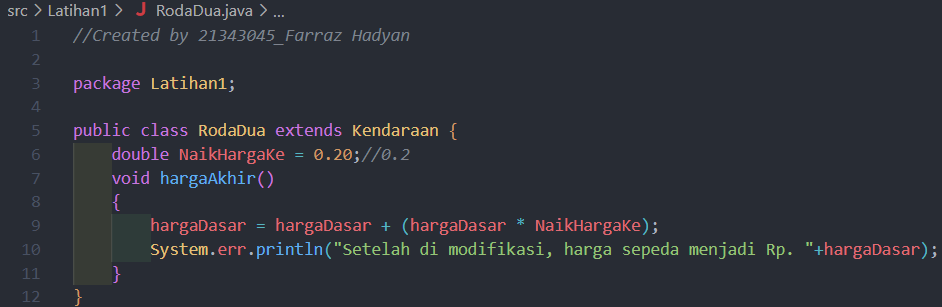 src > Latihan1 > J RodaDua.java > ...
1 //Created by 21343045_Farraz Hadyan
2
3 package Latihan1;
4
5 public class RodaDua extends Kendaraan {
6 double NaikHargaKe = 0.20;//0.2
7 void hargaAkhir()
8 {
9 hargaDasar = hargaDasar + (hargaDasar * NaikHargaKe);
10 System.err.println("Setelah di modifikasi, harga sepeda menjadi Rp. "+hargaDasar);
11 }
12 }